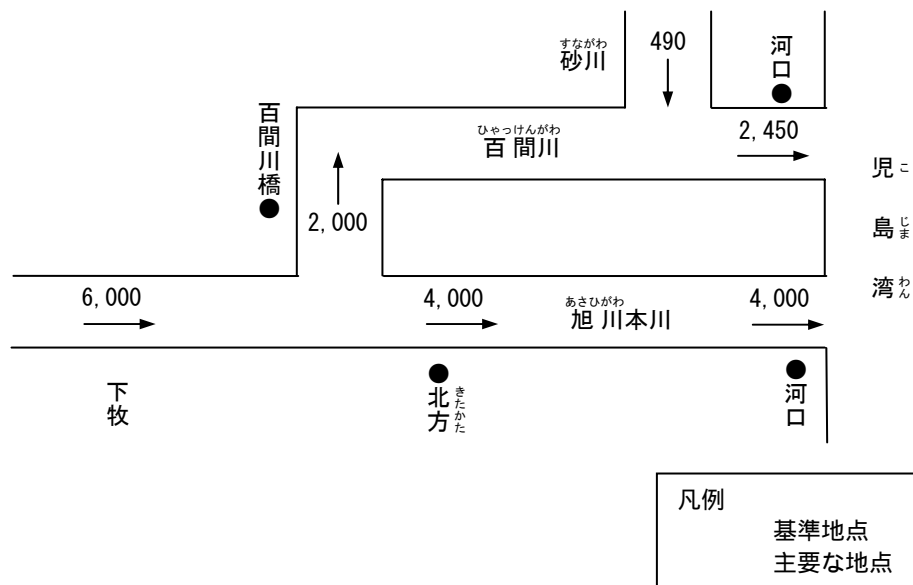 すながわ
砂川
490
河口
百間川橋
ひゃっけんがわ
百間川
2,450
2,000
児島湾
こじまわん
6,000
4,000
あさひがわ
旭川本川
4,000
下牧
北方
きたかた
河口
凡例
基準地点
主要な地点